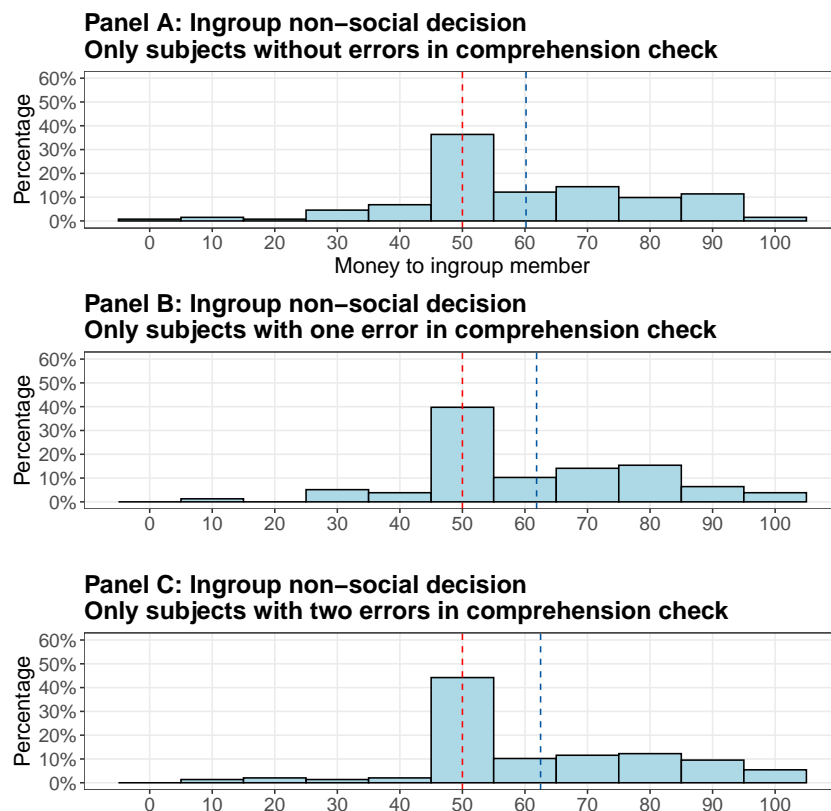 Panel A: Ingroup non−social decision
Only subjects without errors in comprehension check
60%
50%
40%
30%
20%
10%
0%
Percentage
0 10 20 30 40 50 60 70 80 90 100
Money to ingroup member
Panel B: Ingroup non−social decision
Only subjects with one error in comprehension check
60%
50%
40%
30%
20%
10%
0%
Percentage
0 10 20 30 40 50 60 70 80 90 100
Panel C: Ingroup non−social decision
Only subjects with two errors in comprehension check
60%
50%
40%
30%
20%
10%
0%
Percentage
0 10 20 30 40 50 60 70 80 90 100